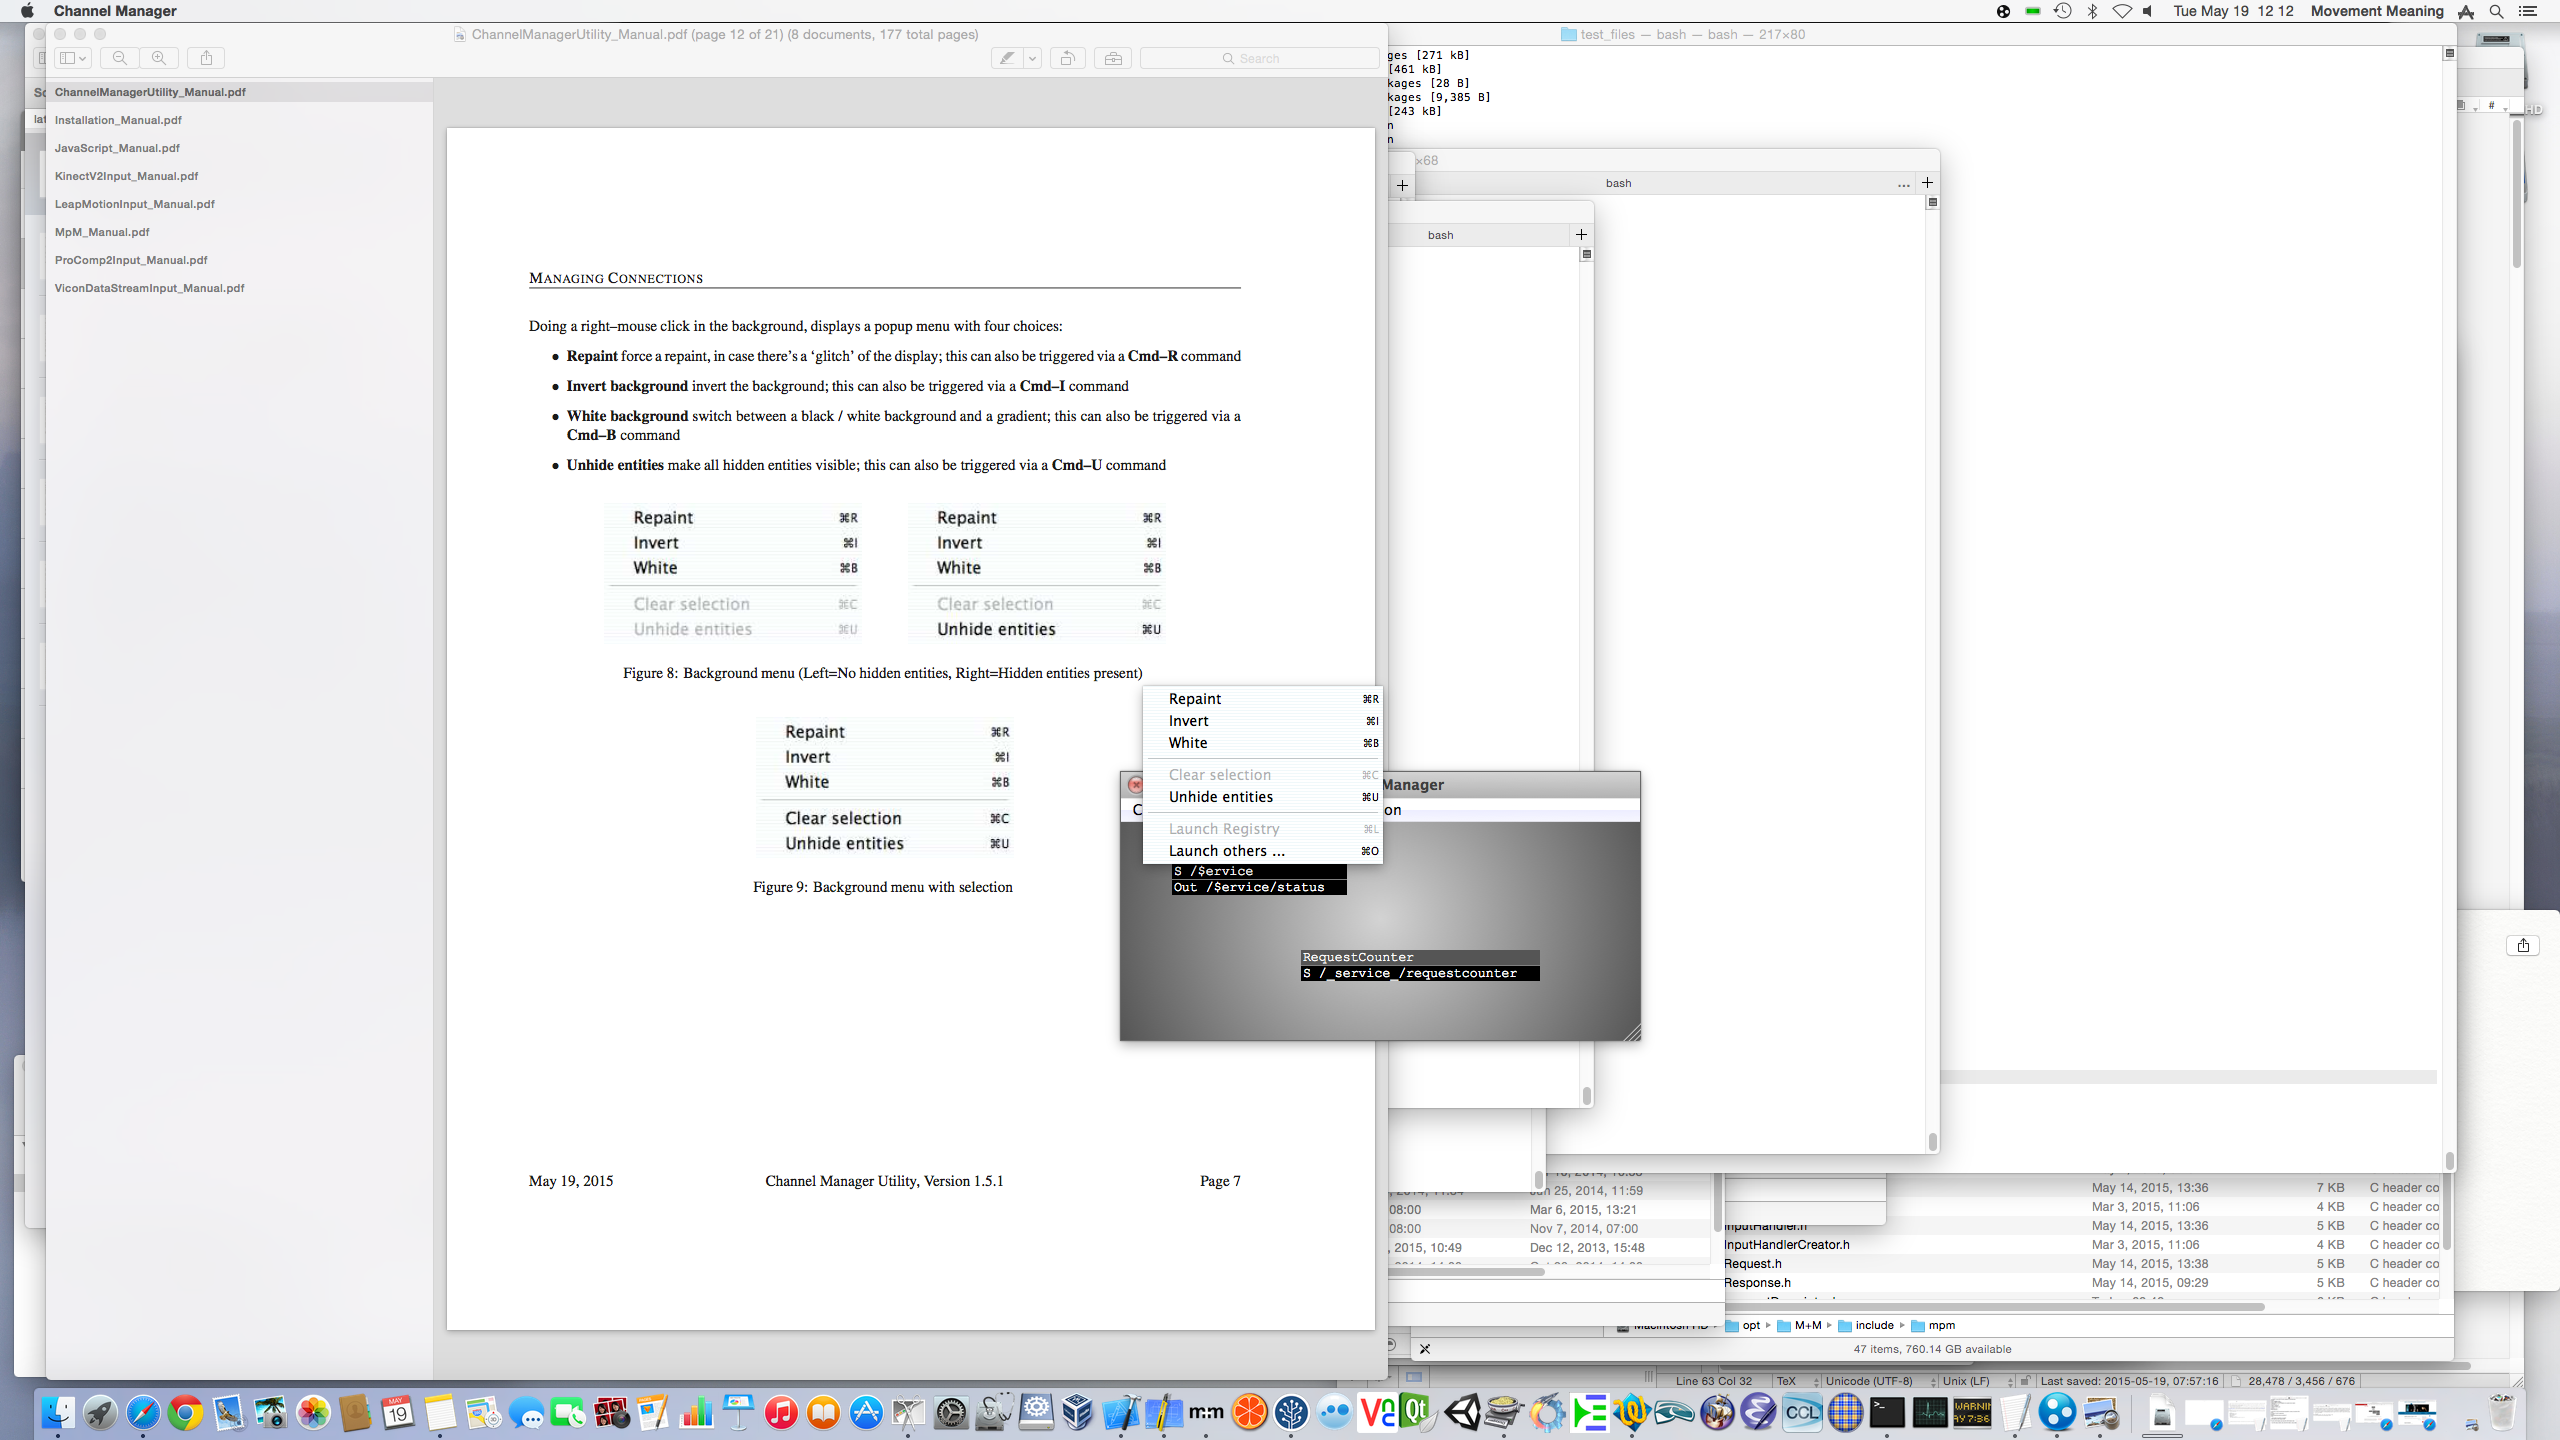 Channel Manager
Tue May 19 12 12 Movement Meaning
ChannelManagerUtility_Manual.pdf (page 12 of 21) (8 documents, 177 total pages)
Search
ChannelManagerUtility_Manual.pdf
Installation_Manual.pdf
JavaScript_Manual.pdf
KinectV2Input_Manual.pdf
LeapMotionInput_Manual.pdf
MpM_Manual.pdf
ProComp2Input_Manual.pdf
ViconDataStreamInput_Manual.pdf
MANAGING CONNECTIONS
Doing a right–mouse click in the background, displays a popup menu with four choices:
• Repaint force a repaint, in case there's a ‘glitch’ of the display; this can also be triggered via a Cmd–R command
• Invert background invert the background; this can also be triggered via a Cmd–I command
• White background switch between a black / white background and a gradient; this can also be triggered via a
Cmd–B command
• Unhide entities make all hidden entities visible; this can also be triggered via a Cmd–U command
Repaint ⌘R
Invert ⌘I
White ⌘B
Clear selection ⌘C
Unhide entities ⌘U
Repaint ⌘R
Invert ⌘I
White ⌘B
Clear selection ⌘C
Unhide entities ⌘U
Figure 8: Background menu (Left=No hidden entities, Right=Hidden entities present)
Repaint ⌘R
Invert ⌘I
White ⌘B
Clear selection ⌘C
Unhide entities ⌘U
Figure 9: Background menu with selection
May 19, 2015 Channel Manager Utility, Version 1.5.1 Page 7
Repaint ⌘R
Invert ⌘I
White ⌘B
Clear selection ⌘C
Unhide entities ⌘U
Launch Registry ⌘L
Launch others ... ⌘O
Manager
C on
S /$ervice
Out /$ervice/status
RequestCounter
S /_service_/requestcounter
test_files — bash — bash — 217×80
ges [271 kB]
[461 kB]
kages [28 B]
kages [9,385 B]
[243 kB]
n
n
×68
bash ...
bash
#
HD
Jun 25, 2014, 11:59
08:00 Mar 6, 2015, 13:21
08:00 Nov 7, 2014, 07:00
, 2015, 10:49 Dec 12, 2013, 15:48
May 14, 2015, 13:36 7 KB C header co
Mar 3, 2015, 11:06 4 KB C header co
InputHandler.h May 14, 2015, 13:36 5 KB C header co
InputHandlerCreator.h Mar 3, 2015, 11:06 4 KB C header co
Request.h May 14, 2015, 13:38 5 KB C header co
Response.h May 14, 2015, 09:29 5 KB C header co
Macintosh HD opt M+M include mpm
47 items, 760.14 GB available
Line 63 Col 32 TeX Unicode (UTF-8) Unix (LF) Last saved: 2015-05-19, 07:57:16 28,478 / 3,456 / 676
MAY
19
m:m
VNC
Qt
CCL
WARNIN
AY 7:36